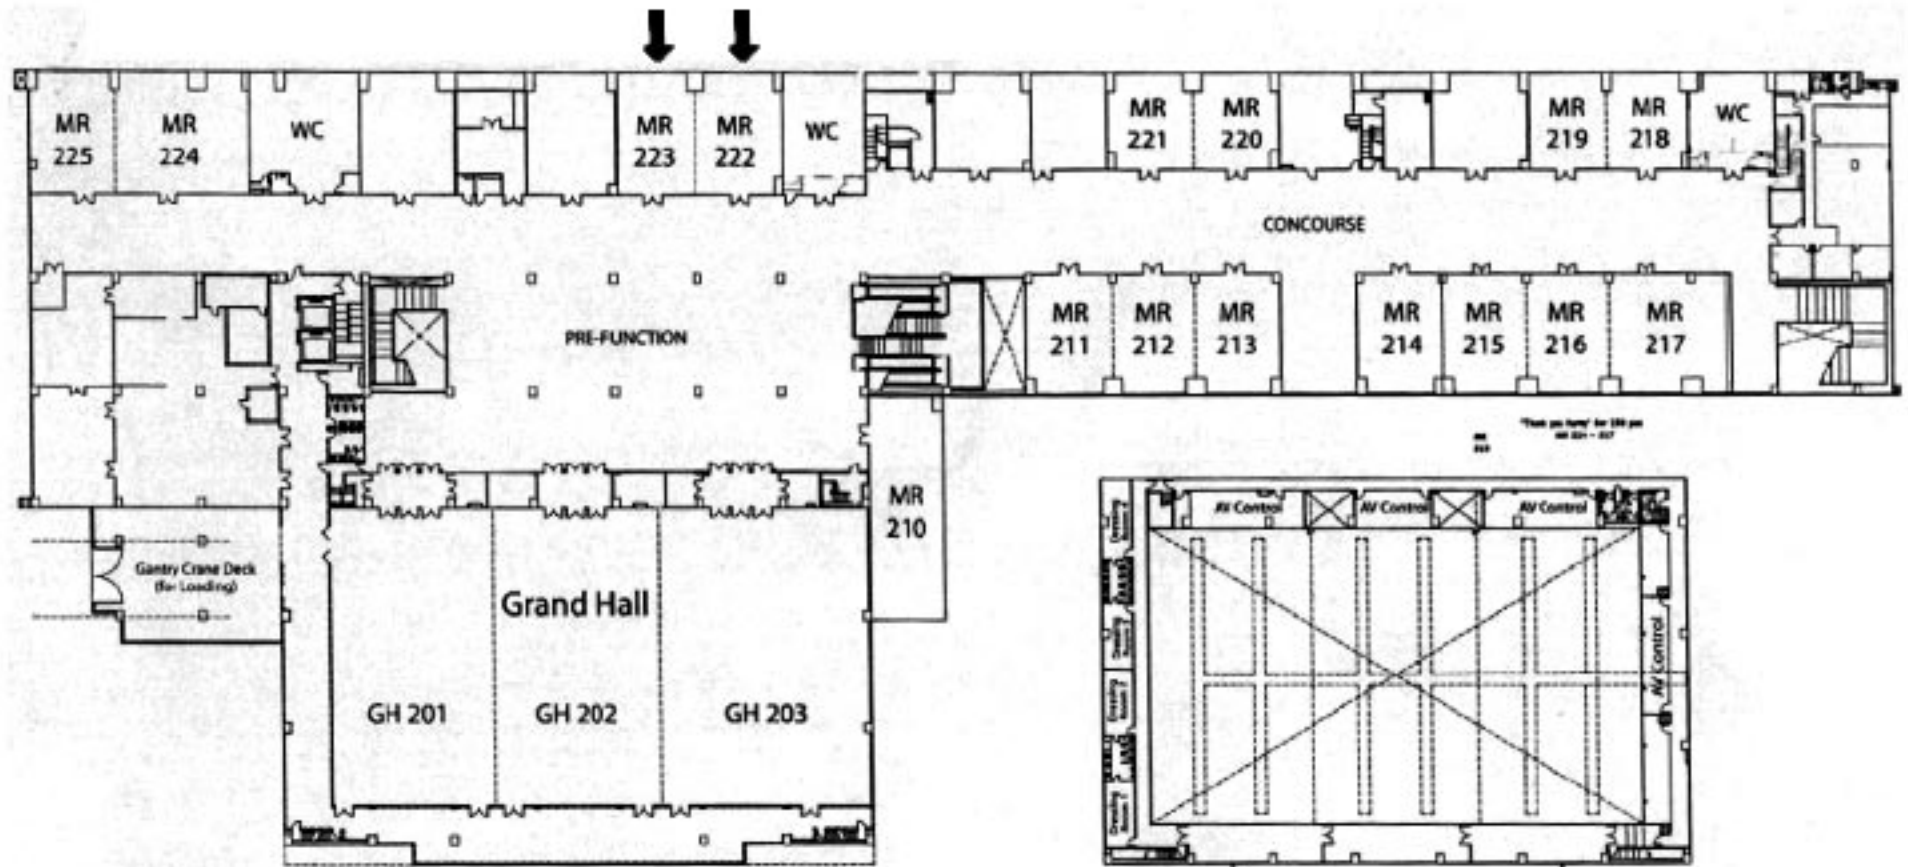 MR 225
MR 224
WC
MR 223
MR 222
WC
MR 221
MR 220
MR 219
MR 218
WC
CONCOURSE
PRE-FUNCTION
MR 211
MR 212
MR 213
MR 214
MR 215
MR 216
MR 217
MR 210
Gantry Crane Deck
(for Loading)
Grand Hall
GH 201
GH 202
GH 203
AV Control
AV Control
AV Control
AV Control